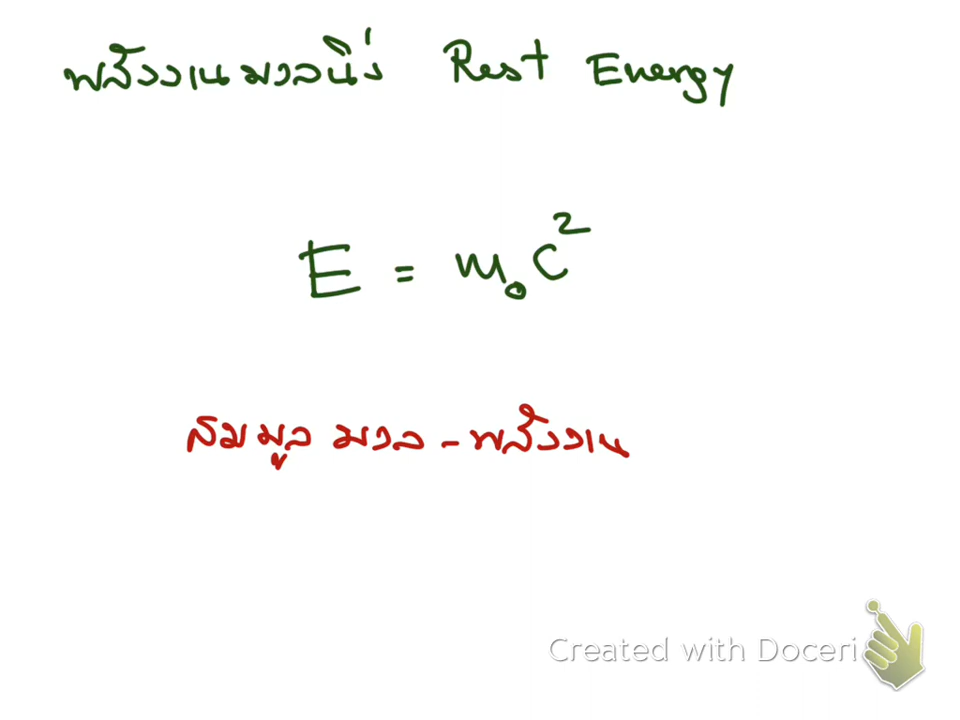 พลังงานมวลนิ่ง Rest Energy
E = m₀c²
สมมูล มวล - พลังงาน
Created with Doceri